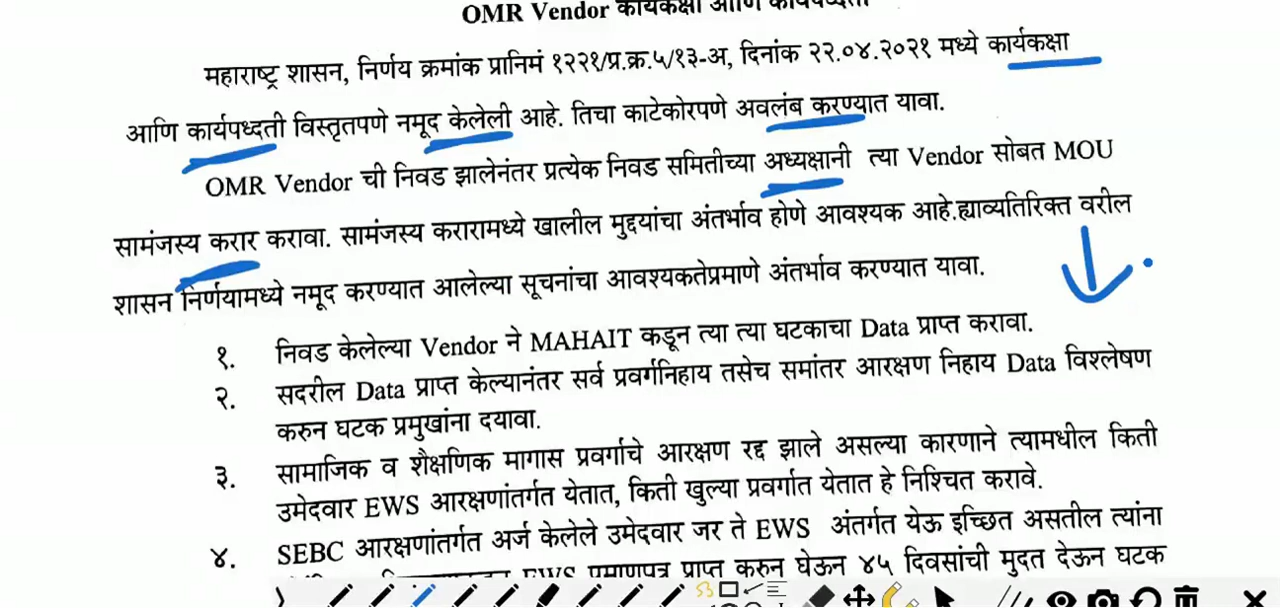 OMR Vendor कार्यकक्षा आणि कार्यपध्दती
महाराष्ट्र शासन, निर्णय क्रमांक प्रानिमं १२२१/प्र.क्र.५/१३-अ, दिनांक २२.०४.२०२१ मध्ये कार्यकक्षा
आणि कार्यपध्दती विस्तृतपणे नमूद केलेली आहे. तिचा काटेकोरपणे अवलंब करण्यात यावा.
OMR Vendor ची निवड झालेनंतर प्रत्येक निवड समितीच्या अध्यक्षानी त्या Vendor सोबत MOU
सामंजस्य करार करावा. सामंजस्य करारामध्ये खालील मुद्दयांचा अंतर्भाव होणे आवश्यक आहे.ह्याव्यतिरिक्त वरील
शासन निर्णयामध्ये नमूद करण्यात आलेल्या सूचनांचा आवश्यकतेप्रमाणे अंतर्भाव करण्यात यावा.
१. निवड केलेल्या Vendor ने MAHAIT कडून त्या त्या घटकाचा Data प्राप्त करावा.
२. सदरील Data प्राप्त केल्यानंतर सर्व प्रवर्गनिहाय तसेच समांतर आरक्षण निहाय Data विश्लेषण
करुन घटक प्रमुखांना दयावा.
३. सामाजिक व शैक्षणिक मागास प्रवर्गाचे आरक्षण रद्द झाले असल्या कारणाने त्यामधील किती
उमेदवार EWS आरक्षणांतर्गत येतात, किती खुल्या प्रवर्गात येतात हे निश्चित करावे.
४. SEBC आरक्षणांतर्गत अर्ज केलेले उमेदवार जर ते EWS अंतर्गत येऊ इच्छित असतील त्यांना
EWS प्रमाणपत्र प्राप्त करुन घेऊन ४५ दिवसांची मुदत देऊन घटक